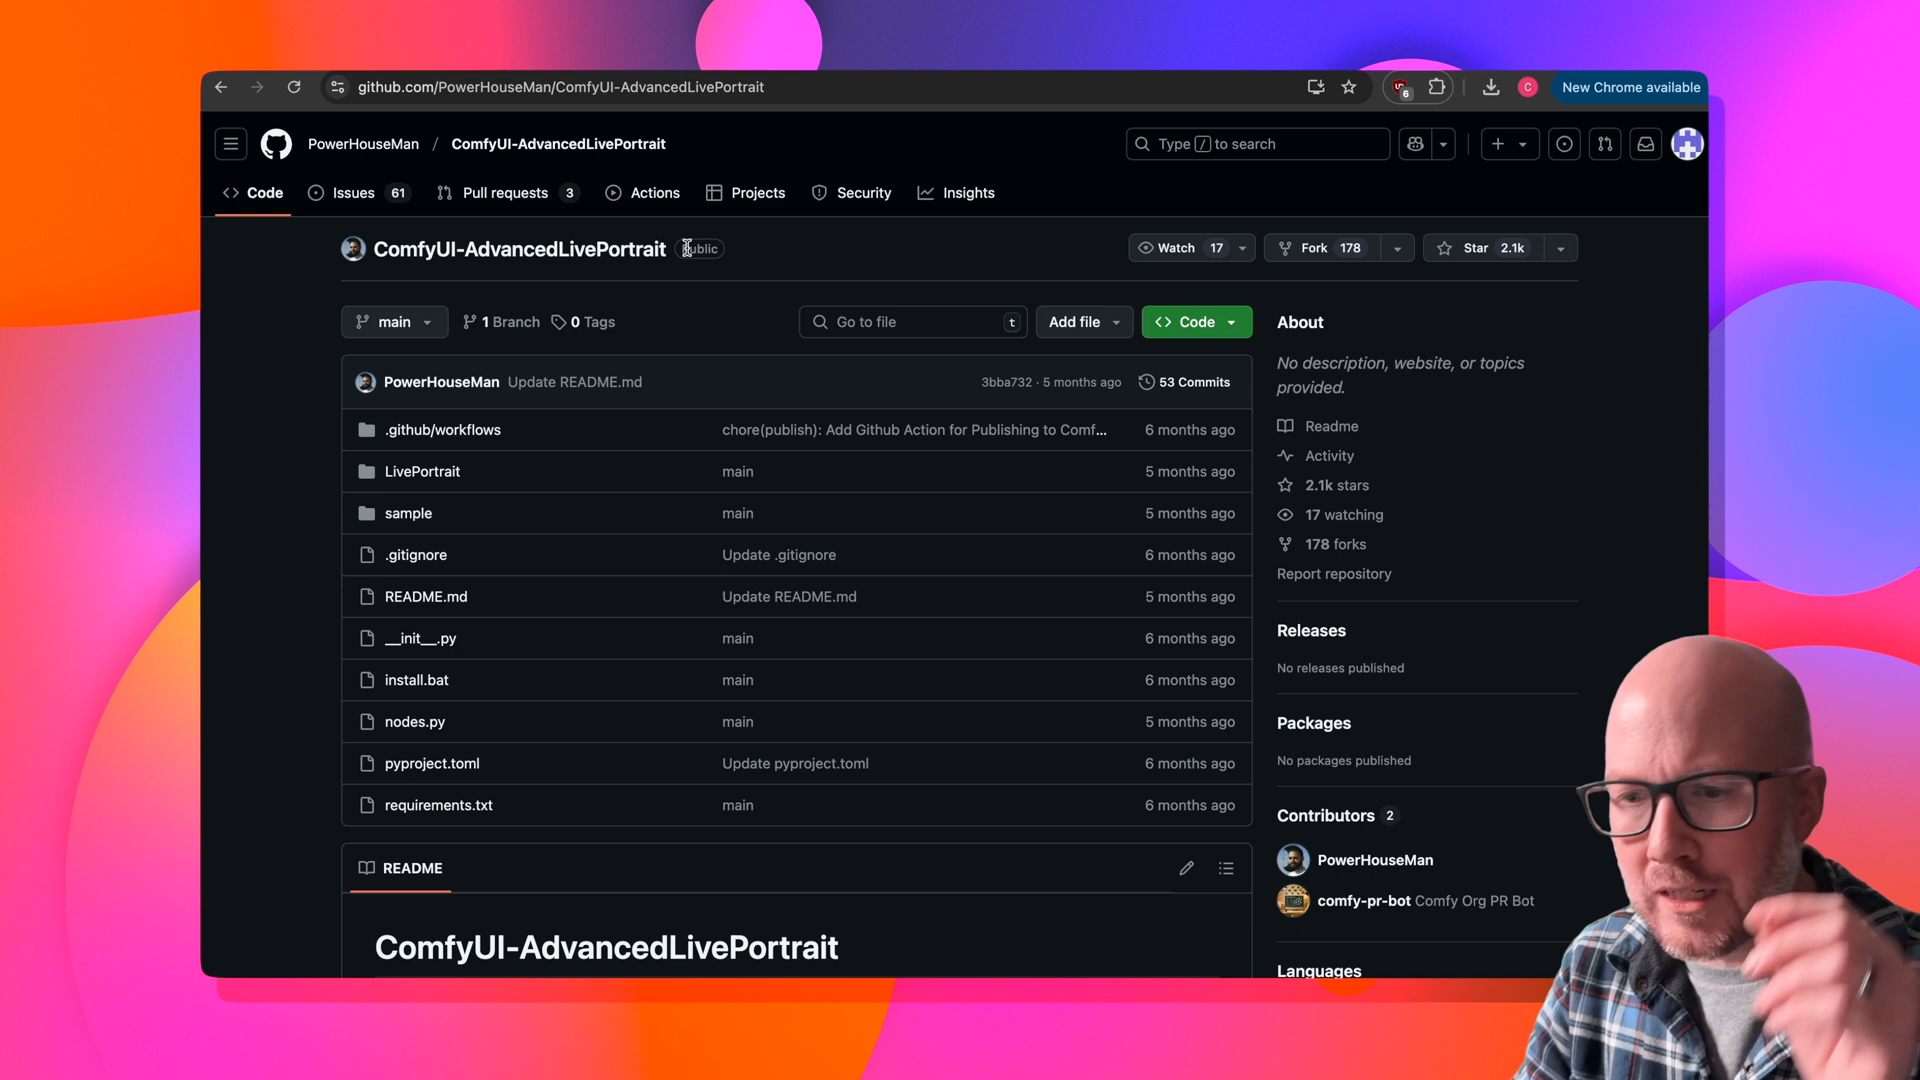 github.com/PowerHouseMan/ComfyUI-AdvancedLivePortrait
6
C
New Chrome available
PowerHouseMan / ComfyUI-AdvancedLivePortrait
Type / to search
Code
Issues 61
Pull requests 3
Actions
Projects
Security
Insights
ComfyUI-AdvancedLivePortrait
Public
Watch 17
Fork 178
Star 2.1k
main
1 Branch
0 Tags
Go to file
t
Add file
Code
PowerHouseMan Update README.md
3bba732 · 5 months ago
53 Commits
.github/workflows chore(publish): Add Github Action for Publishing to Comf... 6 months ago
LivePortrait main 5 months ago
sample main 5 months ago
.gitignore Update .gitignore 6 months ago
README.md Update README.md 5 months ago
__init__.py main 6 months ago
install.bat main 6 months ago
nodes.py main 5 months ago
pyproject.toml Update pyproject.toml 6 months ago
requirements.txt main 6 months ago
README
ComfyUI-AdvancedLivePortrait
About
No description, website, or topics
provided.
Readme
Activity
2.1k stars
17 watching
178 forks
Report repository
Releases
No releases published
Packages
No packages published
Contributors 2
PowerHouseMan
comfy-pr-bot Comfy Org PR Bot
Languages